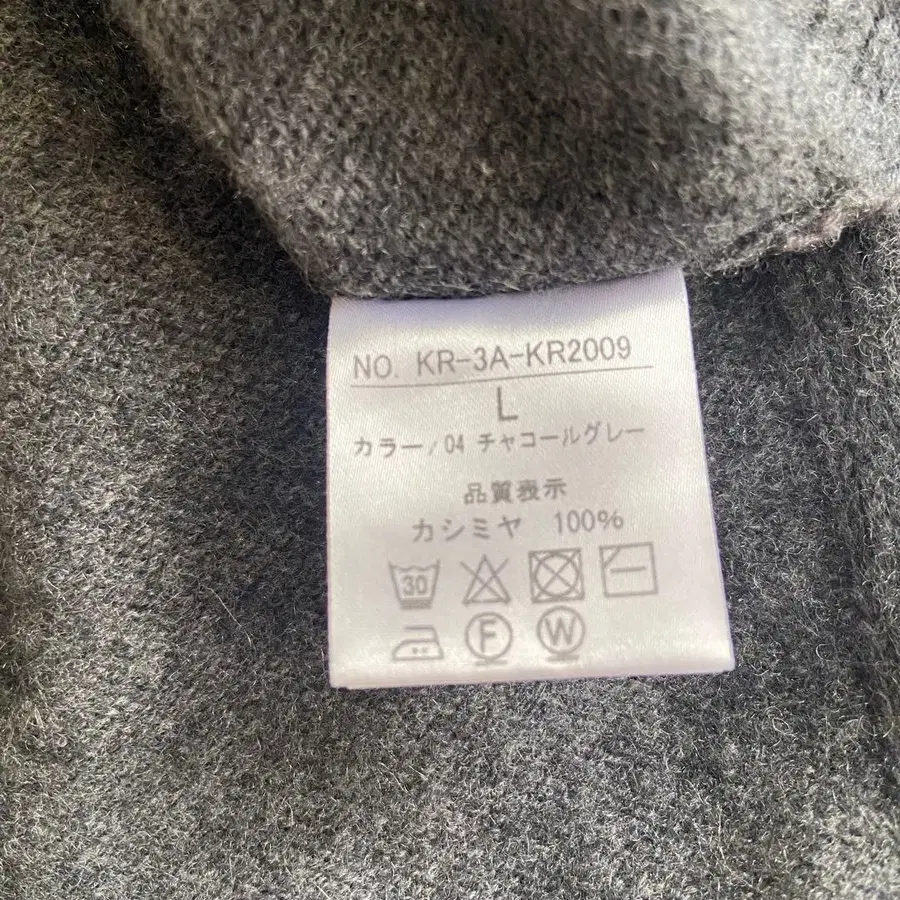 NO. KR-3A-KR2009
L
カラー/04 チャコールグレー
品質表示
カシミヤ 100%
30
F W